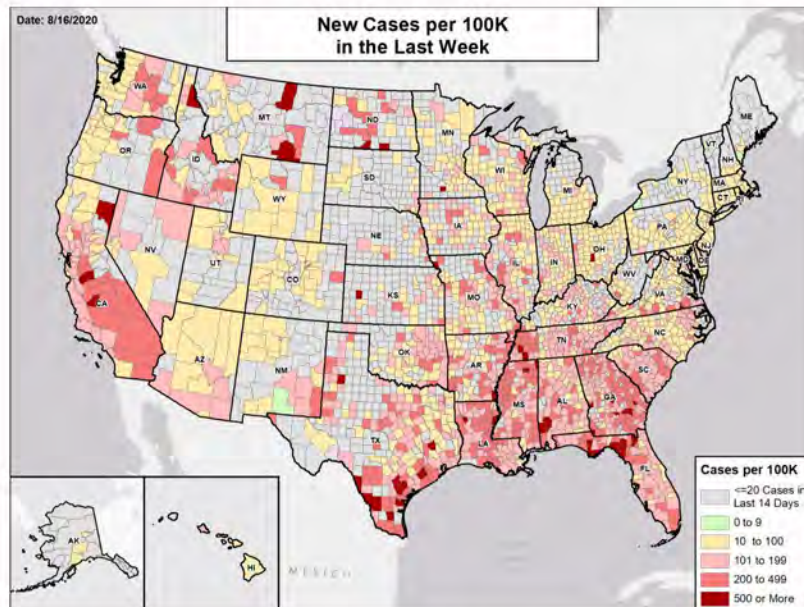 Date: 8/16/2020
New Cases per 100K
in the Last Week
WA
MT
ND
MN
ME
OR
ID
SD
WI
VT
NH
WY
MI
NY
MA
CT
NV
NE
IA
PA
NJ
UT
CO
IL
IN
OH
MD
DE
CA
KS
MO
WV
VA
KY
AZ
NM
OK
AR
TN
NC
SC
MS
AL
GA
TX
LA
FL
AK
HI
MEXICO
Cases per 100K
<=20 Cases in
Last 14 Days
0 to 9
10 to 100
101 to 199
200 to 499
500 or More